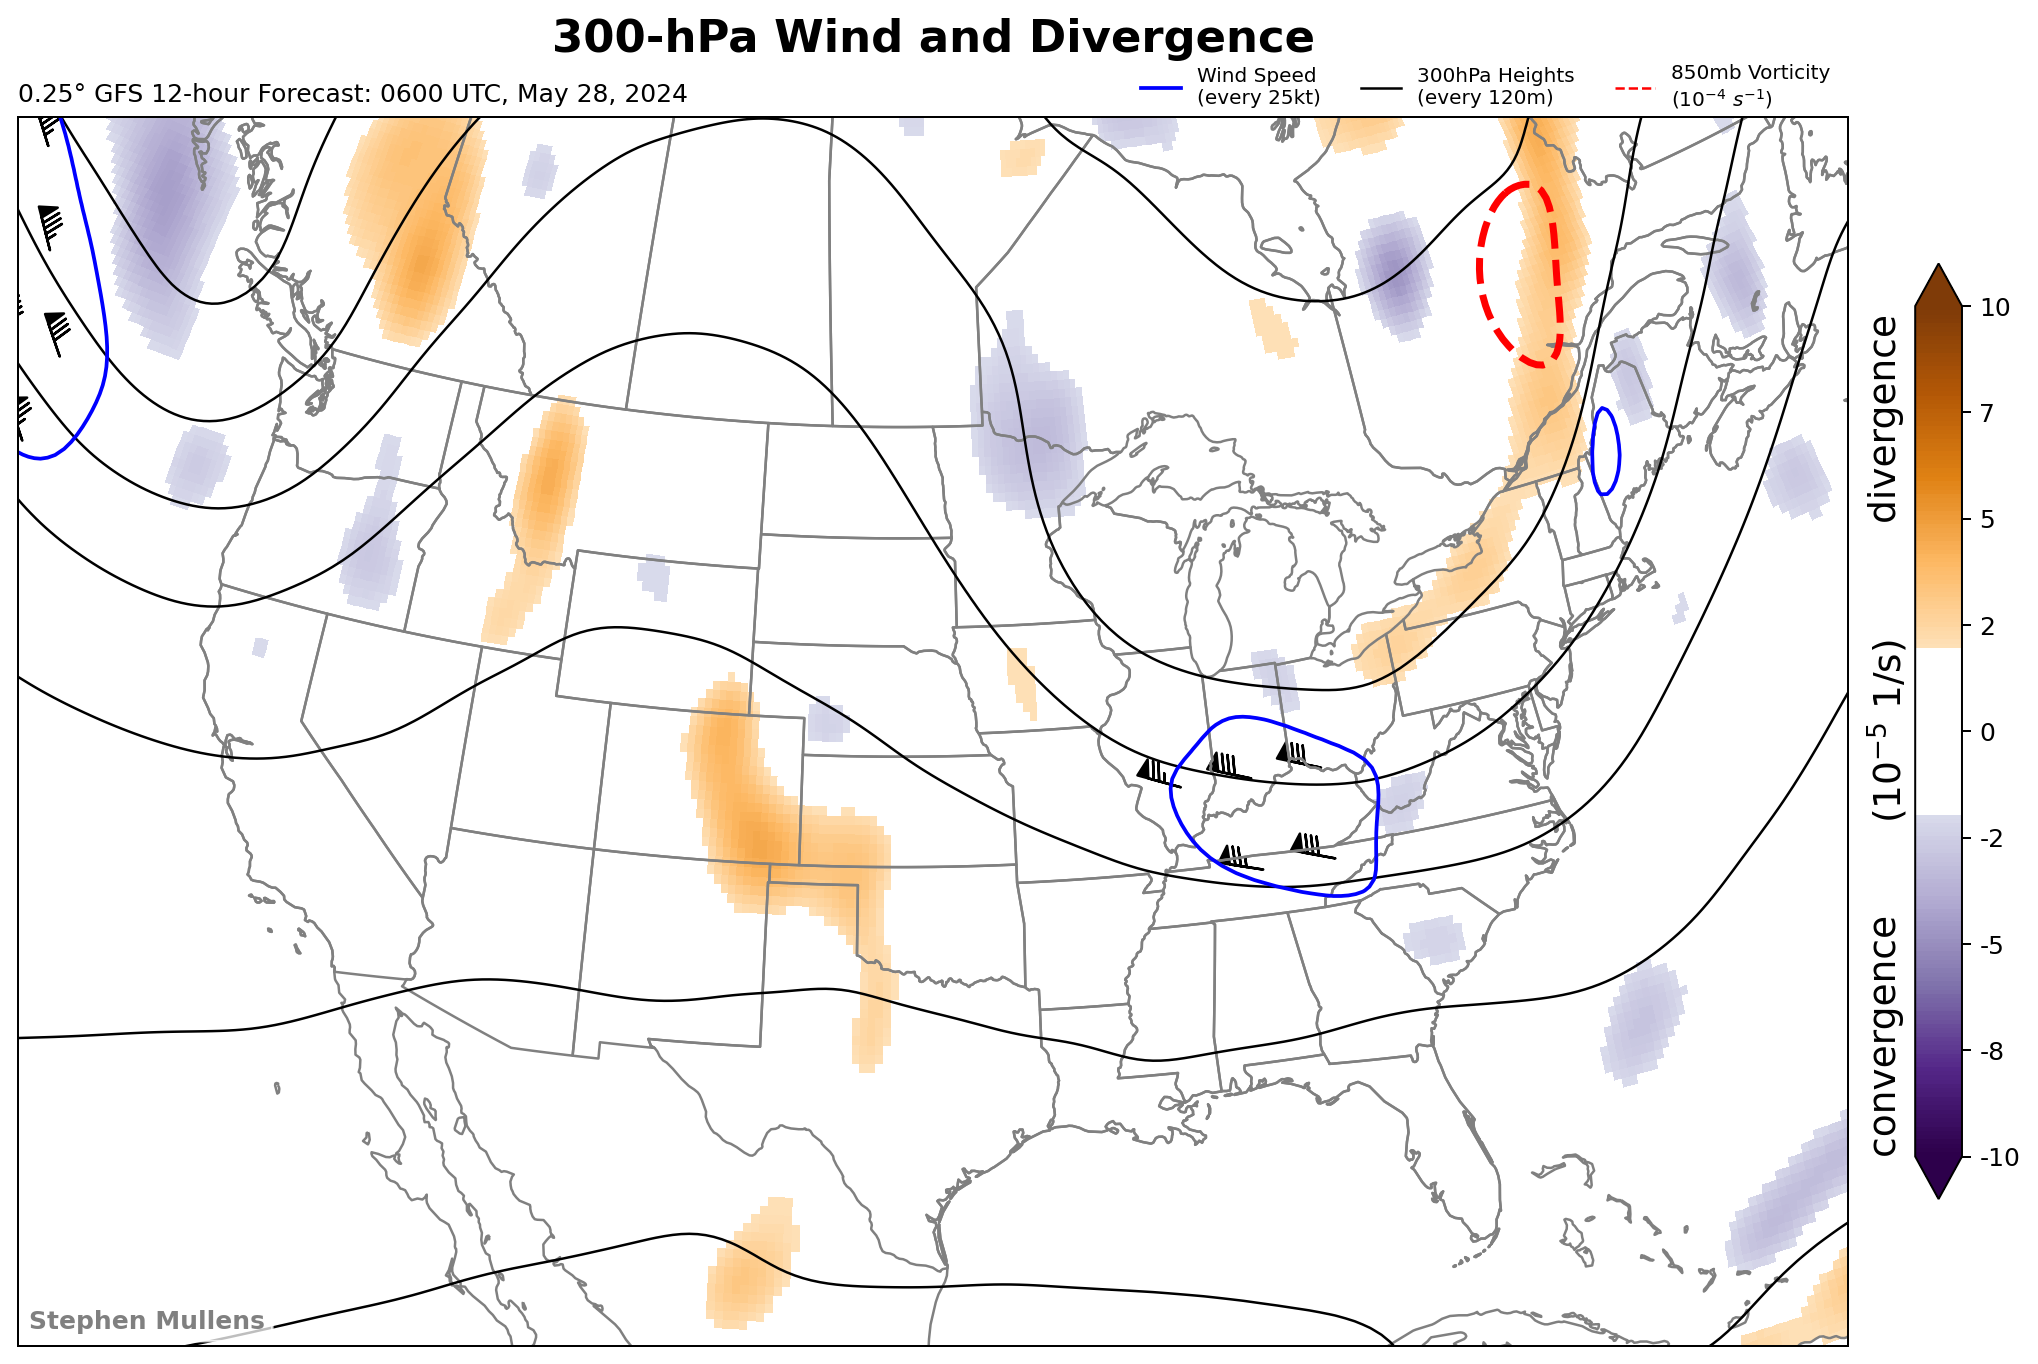 300-hPa Wind and Divergence
0.25° GFS 12-hour Forecast: 0600 UTC, May 28, 2024
Wind Speed
(every 25kt)
300hPa Heights
(every 120m)
850mb Vorticity
(10⁻⁴ s⁻¹)
10
7
5
2
0
-2
-5
-8
-10
convergence (10⁻⁵ 1/s) divergence
Stephen Mullens